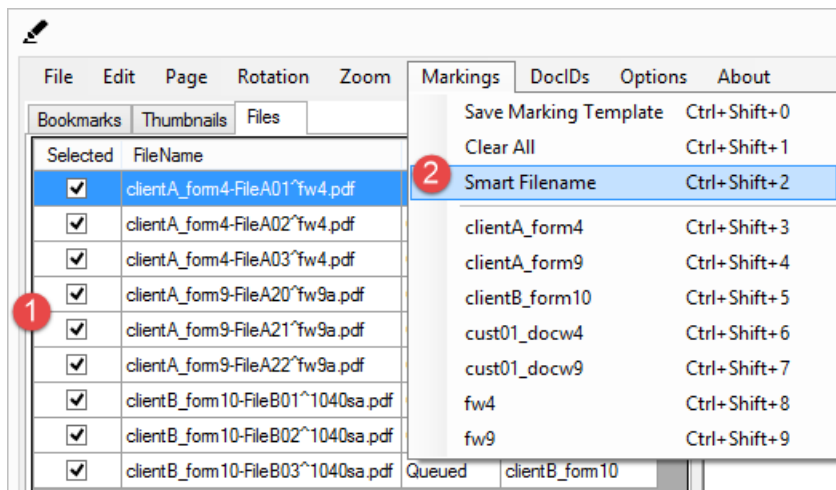 File Edit Page Rotation Zoom Markings DocIDs Options About
Bookmarks Thumbnails Files
Selected FileName
clientA_form4-FileA01^fw4.pdf
clientA_form4-FileA02^fw4.pdf
clientA_form4-FileA03^fw4.pdf
1
clientA_form9-FileA20^fw9a.pdf
clientA_form9-FileA21^fw9a.pdf
clientA_form9-FileA22^fw9a.pdf
clientB_form10-FileB01^1040sa.pdf
clientB_form10-FileB02^1040sa.pdf
clientB_form10-FileB03^1040sa.pdf Queued clientB_form10
Save Marking Template Ctrl+Shift+0
Clear All Ctrl+Shift+1
2
Smart Filename Ctrl+Shift+2
clientA_form4 Ctrl+Shift+3
clientA_form9 Ctrl+Shift+4
clientB_form10 Ctrl+Shift+5
cust01_docw4 Ctrl+Shift+6
cust01_docw9 Ctrl+Shift+7
fw4 Ctrl+Shift+8
fw9 Ctrl+Shift+9